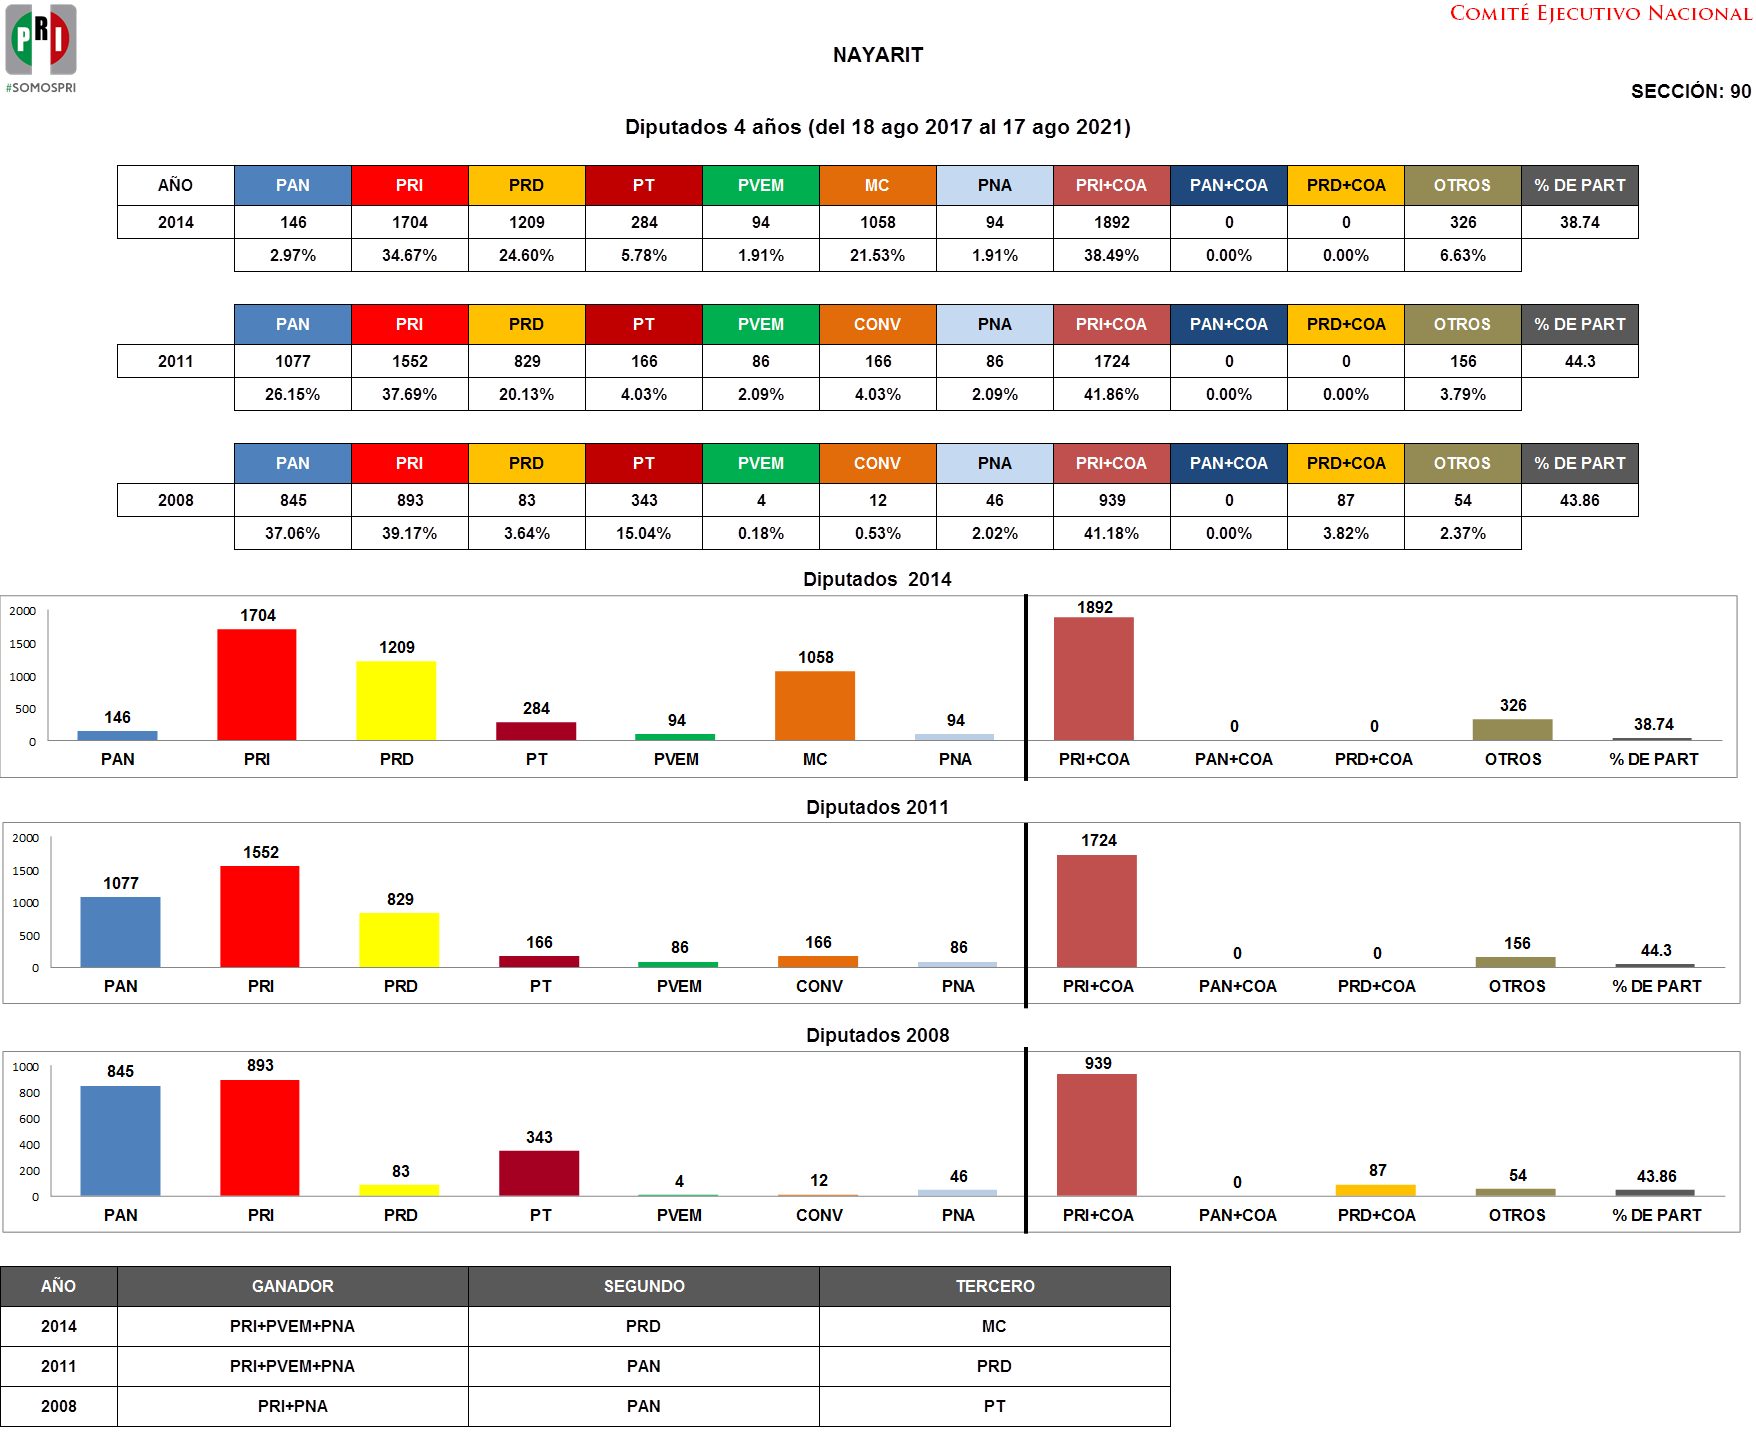 PRI
#SOMOSPRI
COMITÉ EJECUTIVO NACIONAL
NAYARIT
SECCIÓN: 90
Diputados 4 años (del 18 ago 2017 al 17 ago 2021)
AÑO PAN PRI PRD PT PVEM MC PNA PRI+COA PAN+COA PRD+COA OTROS % DE PART
2014 146 1704 1209 284 94 1058 94 1892 0 0 326 38.74
2.97% 34.67% 24.60% 5.78% 1.91% 21.53% 1.91% 38.49% 0.00% 0.00% 6.63%
PAN PRI PRD PT PVEM CONV PNA PRI+COA PAN+COA PRD+COA OTROS % DE PART
2011 1077 1552 829 166 86 166 86 1724 0 0 156 44.3
26.15% 37.69% 20.13% 4.03% 2.09% 4.03% 2.09% 41.86% 0.00% 0.00% 3.79%
PAN PRI PRD PT PVEM CONV PNA PRI+COA PAN+COA PRD+COA OTROS % DE PART
2008 845 893 83 343 4 12 46 939 0 87 54 43.86
37.06% 39.17% 3.64% 15.04% 0.18% 0.53% 2.02% 41.18% 0.00% 3.82% 2.37%
Diputados 2014
2000
1500
1000
500
0
146 1704 1209 284 94 1058 94 1892 0 0 326 38.74
PAN PRI PRD PT PVEM MC PNA PRI+COA PAN+COA PRD+COA OTROS % DE PART
Diputados 2011
2000
1500
1000
500
0
1077 1552 829 166 86 166 86 1724 0 0 156 44.3
PAN PRI PRD PT PVEM CONV PNA PRI+COA PAN+COA PRD+COA OTROS % DE PART
Diputados 2008
1000
800
600
400
200
0
845 893 83 343 4 12 46 939 0 87 54 43.86
PAN PRI PRD PT PVEM CONV PNA PRI+COA PAN+COA PRD+COA OTROS % DE PART
AÑO GANADOR SEGUNDO TERCERO
2014 PRI+PVEM+PNA PRD MC
2011 PRI+PVEM+PNA PAN PRD
2008 PRI+PNA PAN PT